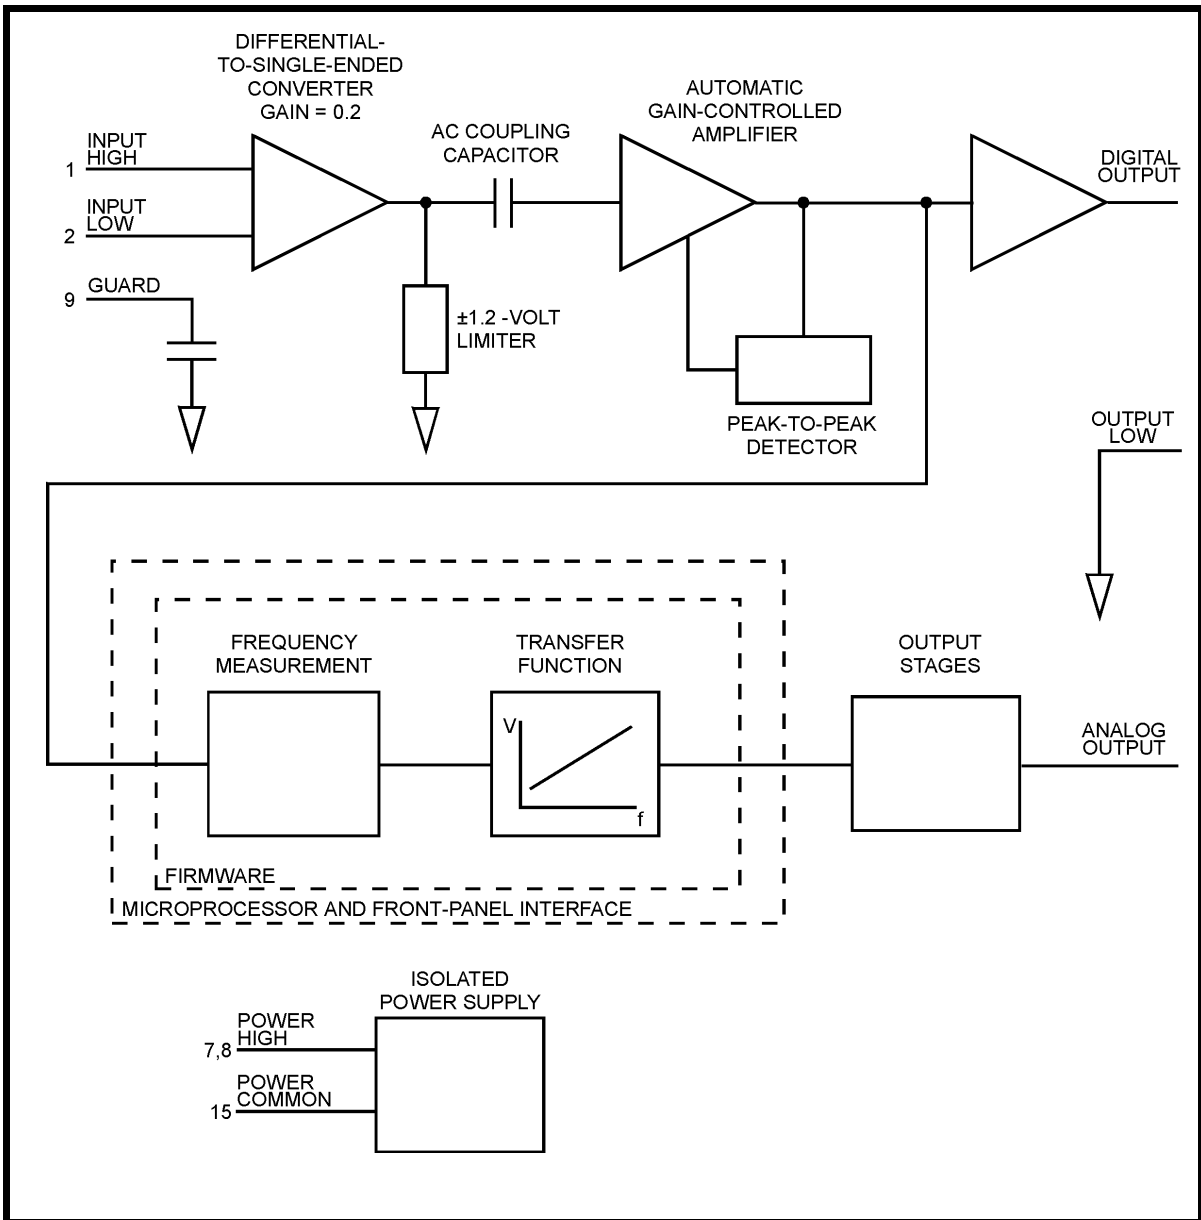 DIFFERENTIAL-
TO-SINGLE-ENDED
CONVERTER
GAIN = 0.2
AUTOMATIC
GAIN-CONTROLLED
AMPLIFIER
AC COUPLING
CAPACITOR
INPUT
HIGH
1
INPUT
LOW
2
GUARD
9
DIGITAL
OUTPUT
±1.2 -VOLT
LIMITER
PEAK-TO-PEAK
DETECTOR
OUTPUT
LOW
FREQUENCY
MEASUREMENT
TRANSFER
FUNCTION
V
f
OUTPUT
STAGES
ANALOG
OUTPUT
FIRMWARE
MICROPROCESSOR AND FRONT-PANEL INTERFACE
ISOLATED
POWER SUPPLY
POWER
HIGH
7,8
POWER
COMMON
15